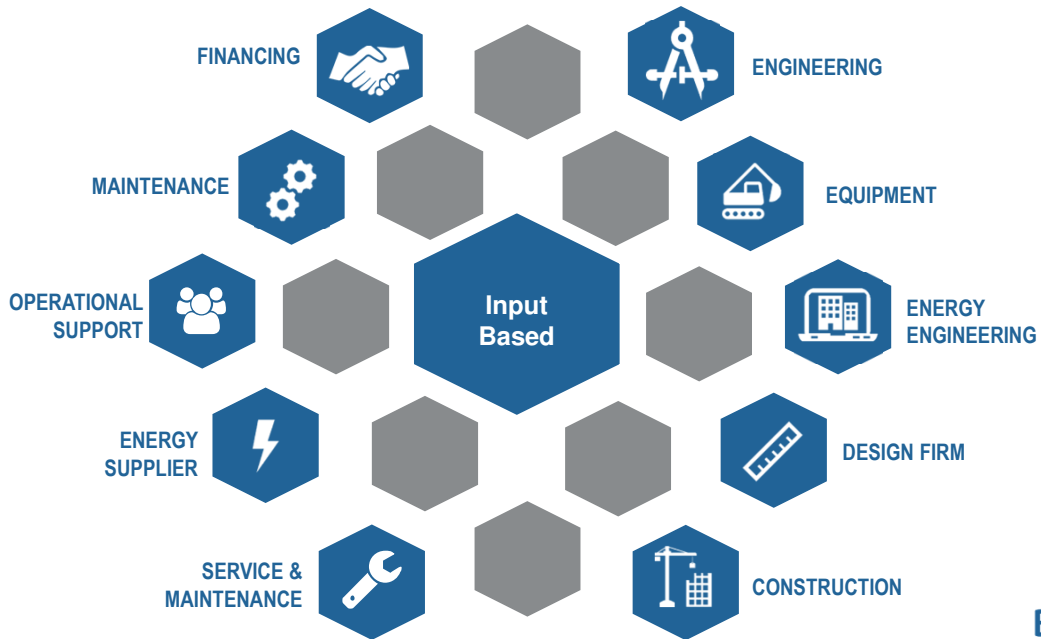 FINANCING
ENGINEERING
MAINTENANCE
EQUIPMENT
OPERATIONAL
SUPPORT
Input
Based
ENERGY
ENGINEERING
ENERGY
SUPPLIER
DESIGN FIRM
SERVICE &
MAINTENANCE
CONSTRUCTION